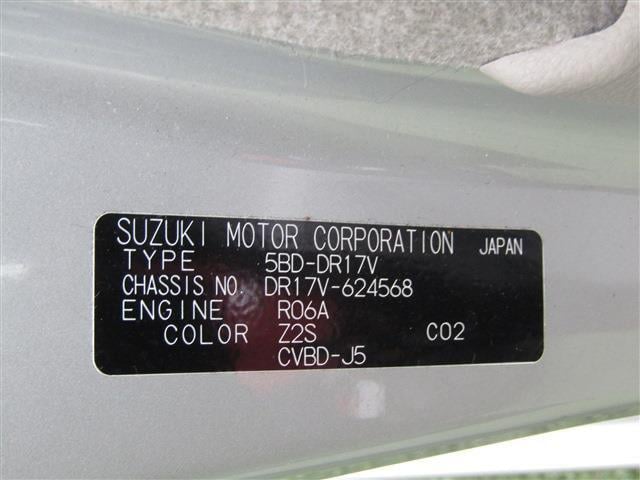 SUZUKI MOTOR CORPORATION JAPAN
TYPE 5BD-DR17V
CHASSIS NO. DR17V-624568
ENGINE R06A
COLOR Z2S C02
CVBD-J5